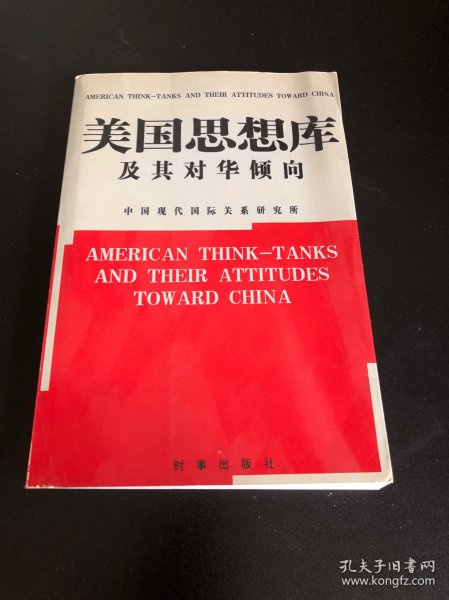 AMERICAN THINK-TANKS AND THEIR ATTITUDES TOWARD CHINA
美国思想库
及其对华倾向
中国现代国际关系研究所
AMERICAN THINK-TANKS
AND THEIR ATTITUDES
TOWARD CHINA
时事出版社
孔夫子旧书网
www.kongfz.com